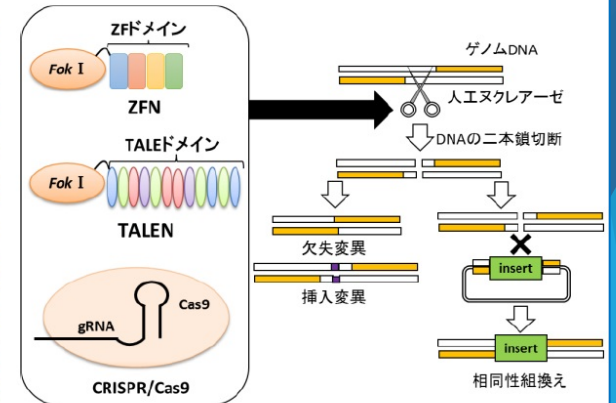 ZFドメイン
Fok I
ZFN
TALEドメイン
Fok I
TALEN
Cas9
gRNA
CRISPR/Cas9
ゲノムDNA
人工ヌクレアーゼ
DNAの二本鎖切断
欠失変異
挿入変異
insert
insert
相同性組換え